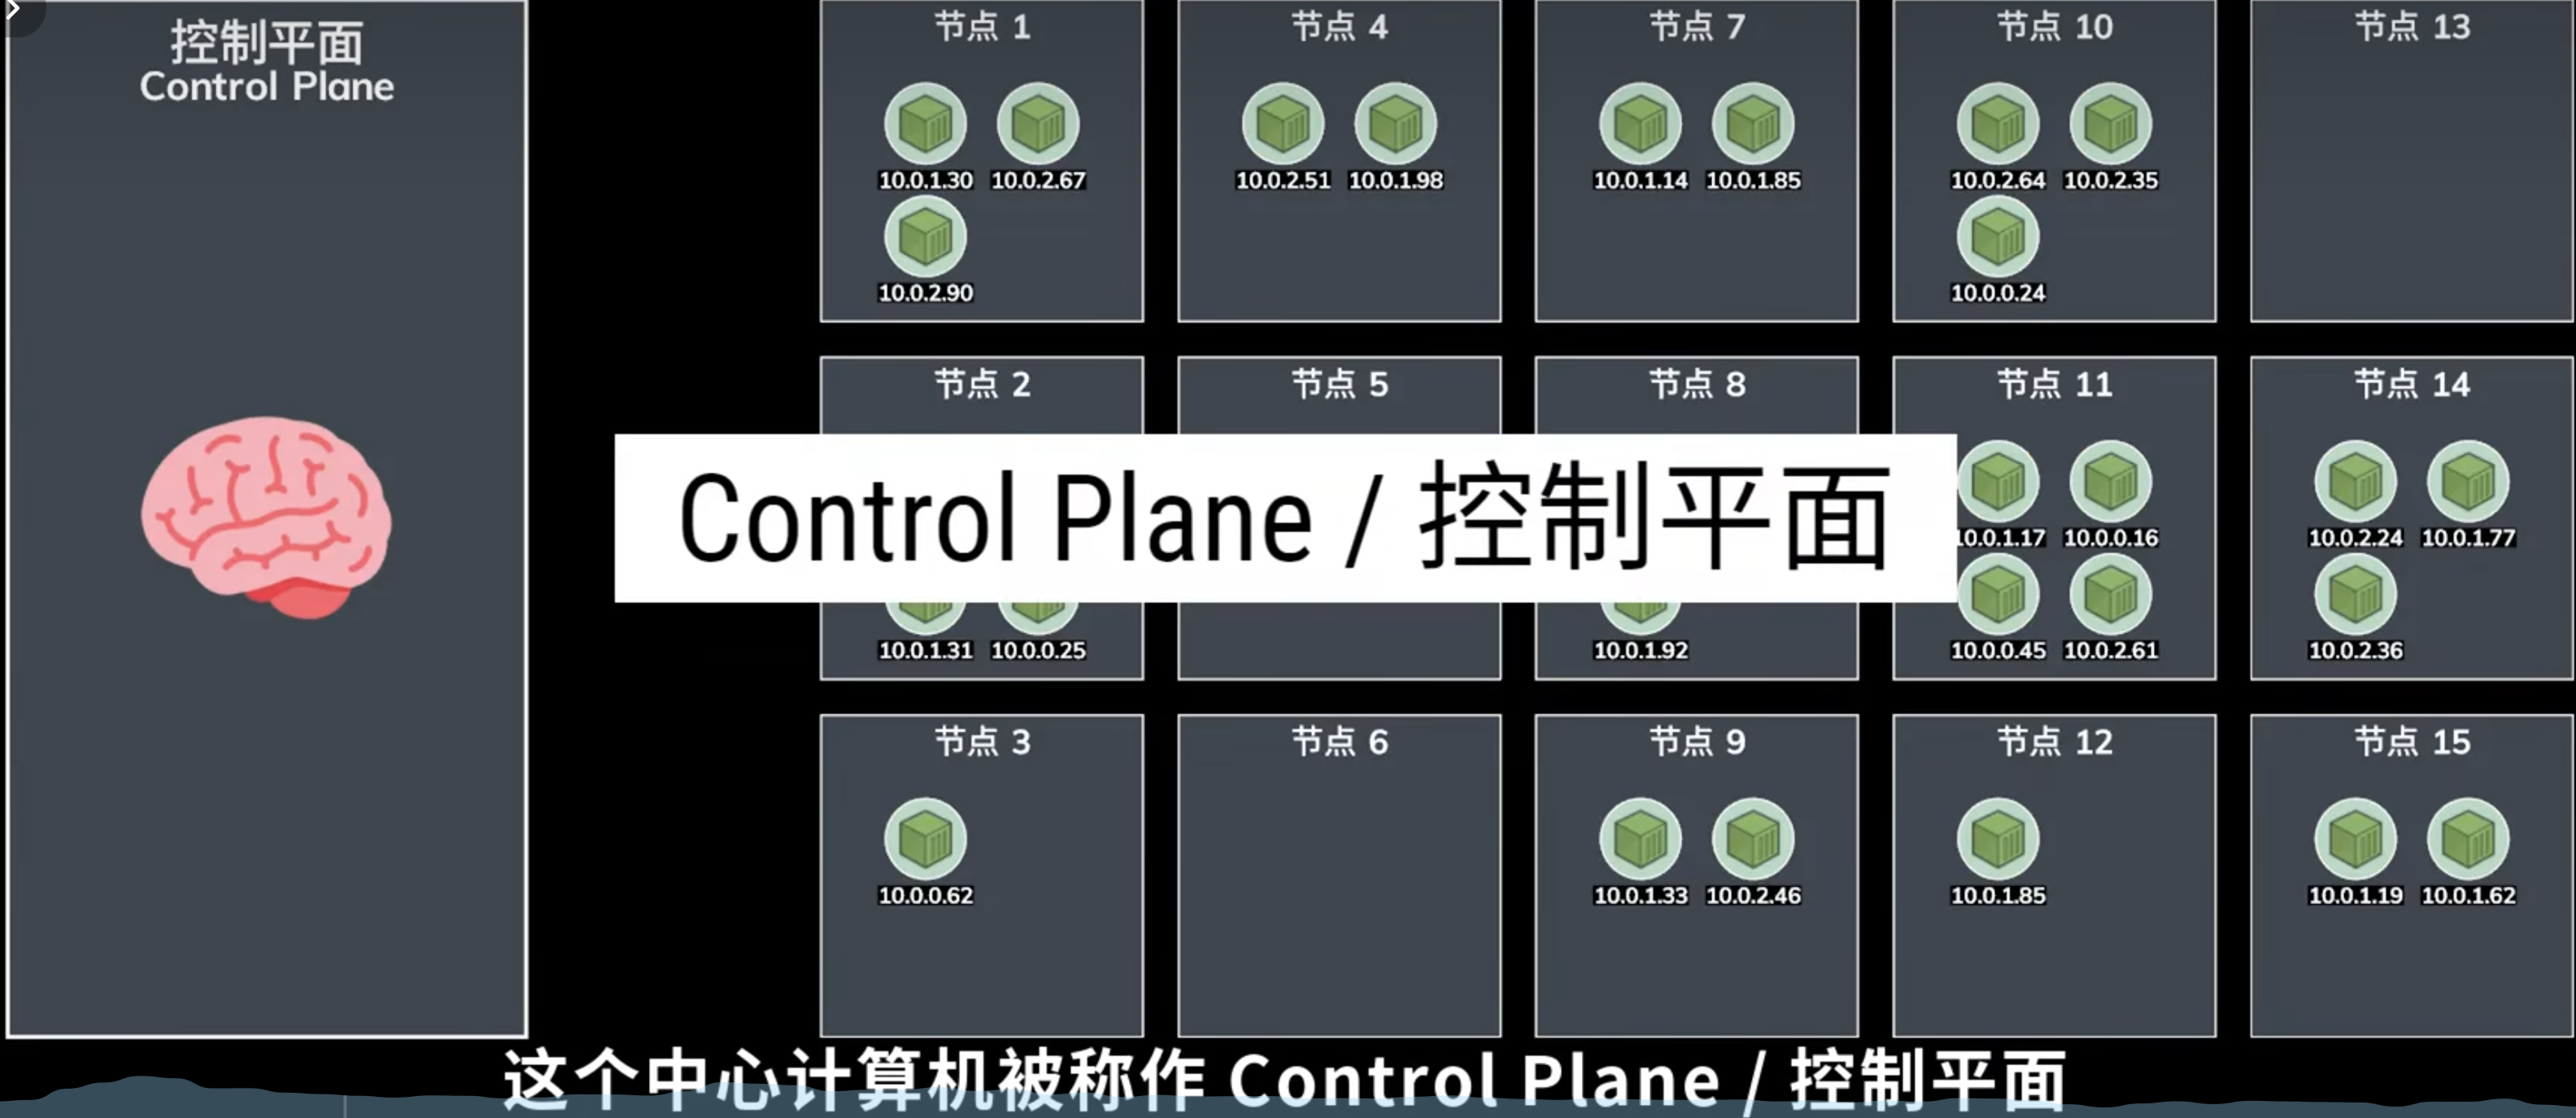 控制平面
Control Plane
节点 1
10.0.1.30 10.0.2.67
10.0.2.90
节点 4
10.0.2.51 10.0.1.98
节点 7
10.0.1.14 10.0.1.85
节点 10
10.0.2.64 10.0.2.35
10.0.0.24
节点 13
节点 2
10.0.1.31 10.0.0.25
节点 5
节点 8
10.0.1.92
节点 11
10.0.1.17 10.0.0.16
10.0.0.45 10.0.2.61
节点 14
10.0.2.24 10.0.1.77
10.0.2.36
Control Plane / 控制平面
节点 3
10.0.0.62
节点 6
节点 9
10.0.1.33 10.0.2.46
节点 12
10.0.1.85
节点 15
10.0.1.19 10.0.1.62
这个中心计算机被称作 Control Plane / 控制平面